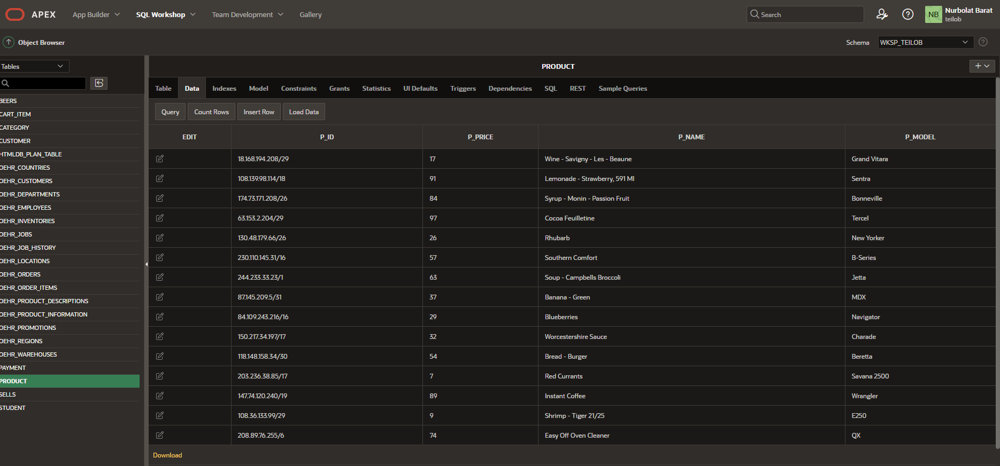 APEX App Builder SQL Workshop Team Development Gallery Search NB Nurbolat Barat
teilob
Object Browser Schema WKSP_TEILOB
Tables
PRODUCT
Table Data Indexes Model Constraints Grants Statistics UI Defaults Triggers Dependencies SQL REST Sample Queries
Query Count Rows Insert Row Load Data
BEERS
CART_ITEM
CATEGORY
CUSTOMER
HTMLDB_PLAN_TABLE
OEHR_COUNTRIES
OEHR_CUSTOMERS
OEHR_DEPARTMENTS
OEHR_EMPLOYEES
OEHR_INVENTORIES
OEHR_JOBS
OEHR_JOB_HISTORY
OEHR_LOCATIONS
OEHR_ORDERS
OEHR_ORDER_ITEMS
OEHR_PRODUCT_DESCRIPTIONS
OEHR_PRODUCT_INFORMATION
OEHR_PROMOTIONS
OEHR_REGIONS
OEHR_WAREHOUSES
PAYMENT
PRODUCT
SELLS
STUDENT
EDIT P_ID P_PRICE P_NAME P_MODEL
18.168.194.208/29 17 Wine - Savigny - Les - Beaune Grand Vitara
108.139.98.114/18 91 Lemonade - Strawberry, 591 Ml Sentra
174.73.171.208/26 84 Syrup - Monin - Passion Fruit Bonneville
63.153.2.204/29 97 Cocoa Feuilletine Tercel
130.48.179.66/26 26 Rhubarb New Yorker
230.110.145.31/16 57 Southern Comfort B-Series
244.233.33.23/1 63 Soup - Campbells Broccoli Jetta
87.145.209.5/31 37 Banana - Green MDX
84.109.243.216/16 29 Blueberries Navigator
150.217.34.197/17 32 Worcestershire Sauce Charade
118.148.158.34/30 54 Bread - Burger Beretta
203.236.38.85/17 7 Red Currants Savana 2500
147.74.120.240/19 89 Instant Coffee Wrangler
108.36.133.99/29 9 Shrimp - Tiger 21/25 E250
208.89.76.255/6 74 Easy Off Oven Cleaner QX
Download